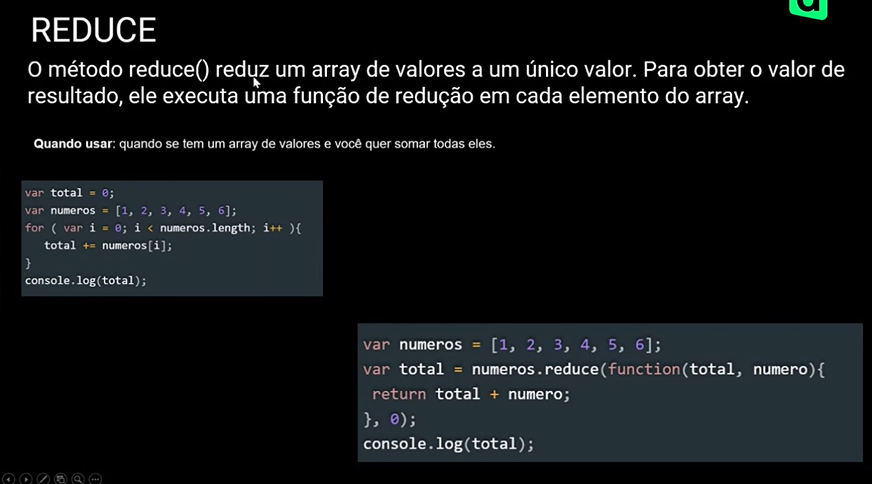 REDUCE
O método reduce() reduz um array de valores a um único valor. Para obter o valor de
resultado, ele executa uma função de redução em cada elemento do array.
Quando usar: quando se tem um array de valores e você quer somar todas eles.
var total = 0;
var numeros = [1, 2, 3, 4, 5, 6];
for ( var i = 0; i < numeros.length; i++ ){
total += numeros[i];
}
console.log(total);
var numeros = [1, 2, 3, 4, 5, 6];
var total = numeros.reduce(function(total, numero){
return total + numero;
}, 0);
console.log(total);